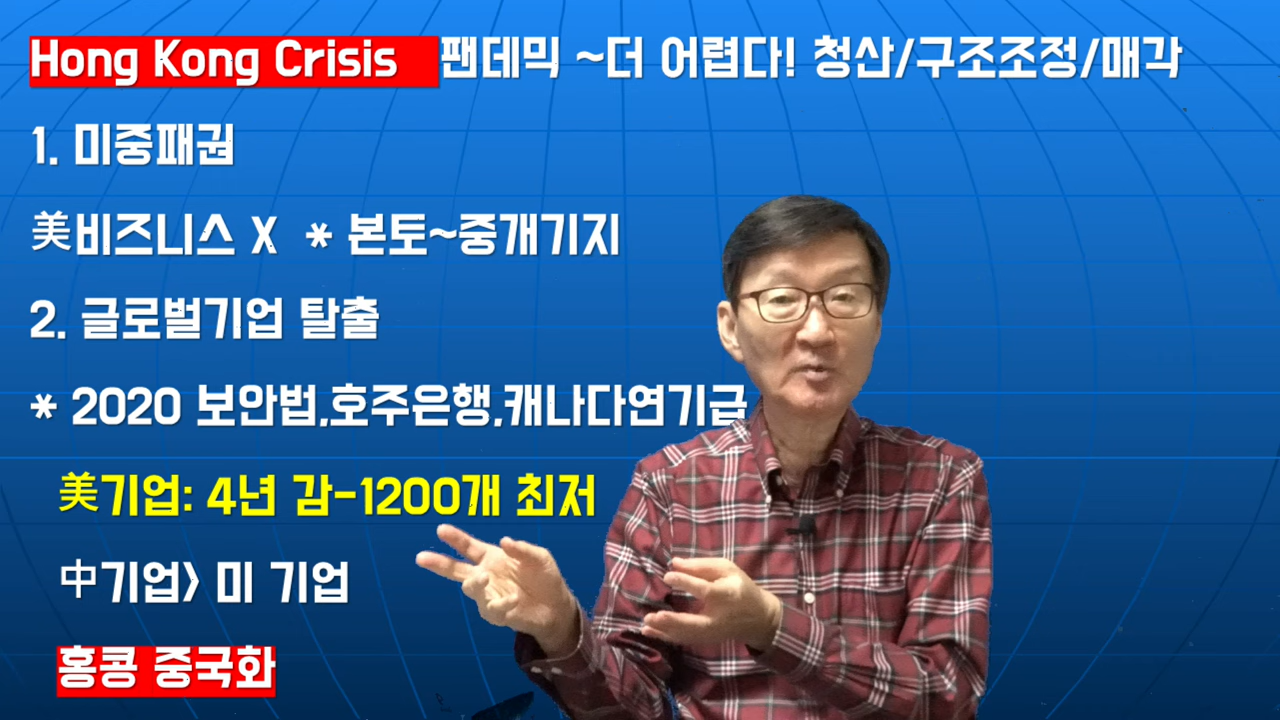 Hong Kong Crisis 팬데믹 ~더 어렵다! 청산/구조조정/매각
1. 미중패권
美비즈니스 X * 본토~중개기지
2. 글로벌기업 탈출
* 2020 보안법,호주은행,캐나다연기급
美기업: 4년 감-1200개 최저
中기업> 미 기업
홍콩 중국화